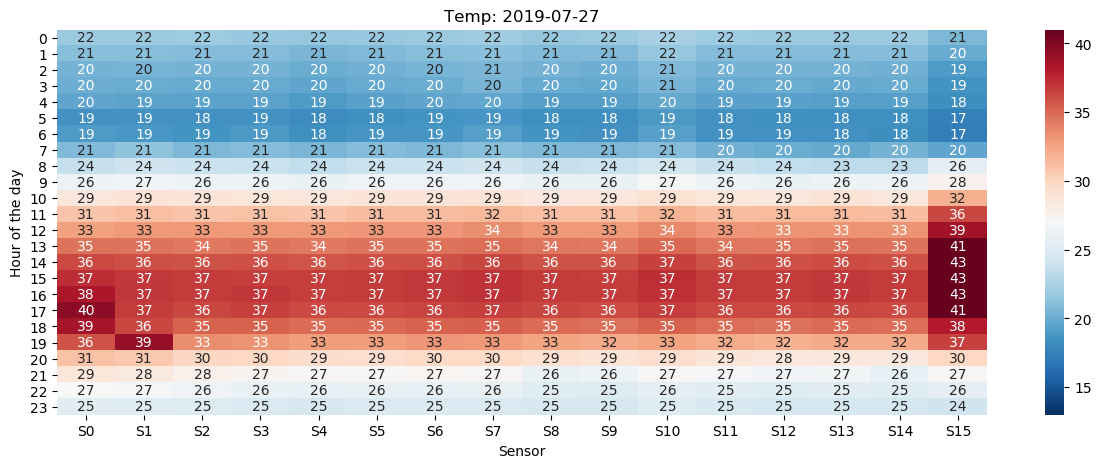 Temp: 2019-07-27
Hour of the day
0 22 22 22 22 22 22 22 22 22 22 22 22 22 22 22 21
1 21 21 21 21 21 21 21 21 21 21 22 21 21 21 21 20
2 20 20 20 20 20 20 20 21 20 20 21 20 20 20 20 19
3 20 20 20 20 20 20 20 20 20 20 21 20 20 20 20 19
4 20 19 19 19 19 19 20 20 19 19 20 19 19 19 19 18
5 19 19 18 19 18 18 19 19 18 18 19 18 18 18 18 17
6 19 19 19 19 18 19 19 19 19 19 19 19 19 18 18 17
7 21 21 21 21 21 21 21 21 21 21 21 20 20 20 20 20
8 24 24 24 24 24 24 24 24 24 24 24 24 24 23 23 26
9 26 27 26 26 26 26 26 26 26 26 27 26 26 26 26 28
10 29 29 29 29 29 29 29 29 29 29 29 29 29 29 29 32
11 31 31 31 31 31 31 31 32 31 31 32 31 31 31 31 36
12 33 33 33 33 33 33 33 34 33 33 34 33 33 33 33 39
13 35 35 34 35 34 35 35 35 34 34 35 34 35 35 35 41
14 36 36 36 36 36 36 36 36 36 36 37 36 36 36 36 43
15 37 37 37 37 37 37 37 37 37 37 37 37 37 37 37 43
16 38 37 37 37 37 37 37 37 37 37 37 37 37 37 37 43
17 40 37 36 37 36 36 37 37 36 36 37 36 36 36 36 41
18 39 36 35 35 35 35 35 35 35 35 35 35 35 35 35 38
19 36 39 33 33 33 33 33 33 33 32 33 32 32 32 32 37
20 31 31 30 30 29 29 30 30 29 29 29 29 28 29 29 30
21 29 28 28 27 27 27 27 27 26 26 27 27 27 27 26 27
22 27 27 26 26 26 26 26 26 25 25 26 25 25 25 25 26
23 25 25 25 25 25 25 25 25 25 25 25 25 25 25 25 24
S0 S1 S2 S3 S4 S5 S6 S7 S8 S9 S10 S11 S12 S13 S14 S15
Sensor
40
35
30
25
20
15